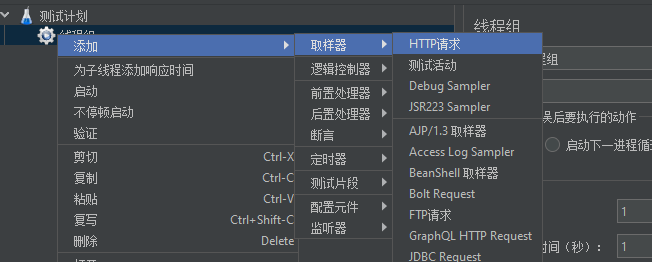 测试计划
线程组
添加
为子线程添加响应时间
启动
不停顿启动
验证
剪切 Ctrl-X
复制 Ctrl-C
粘贴 Ctrl-V
复写 Ctrl+Shift-C
删除 Delete
取样器
逻辑控制器
前置处理器
后置处理器
断言
定时器
测试片段
配置元件
监听器
HTTP请求
测试活动
Debug Sampler
JSR223 Sampler
AJP/1.3 取样器
Access Log Sampler
BeanShell 取样器
Bolt Request
FTP请求
GraphQL HTTP Request
JDBC Request
线程组
程组
误后要执行的动作
启动下一进程循
1
时间（秒）： 1